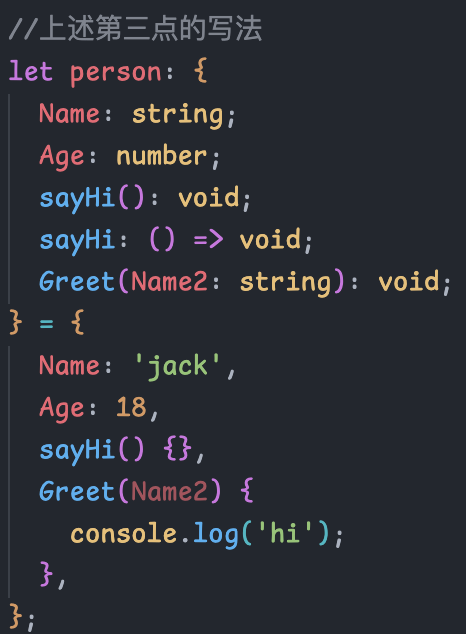 //上述第三点的写法
let person: {
  Name: string;
  Age: number;
  sayHi(): void;
  sayHi: () => void;
  Greet(Name2: string): void;
} = {
  Name: 'jack',
  Age: 18,
  sayHi() {},
  Greet(Name2) {
    console.log('hi');
  },
};